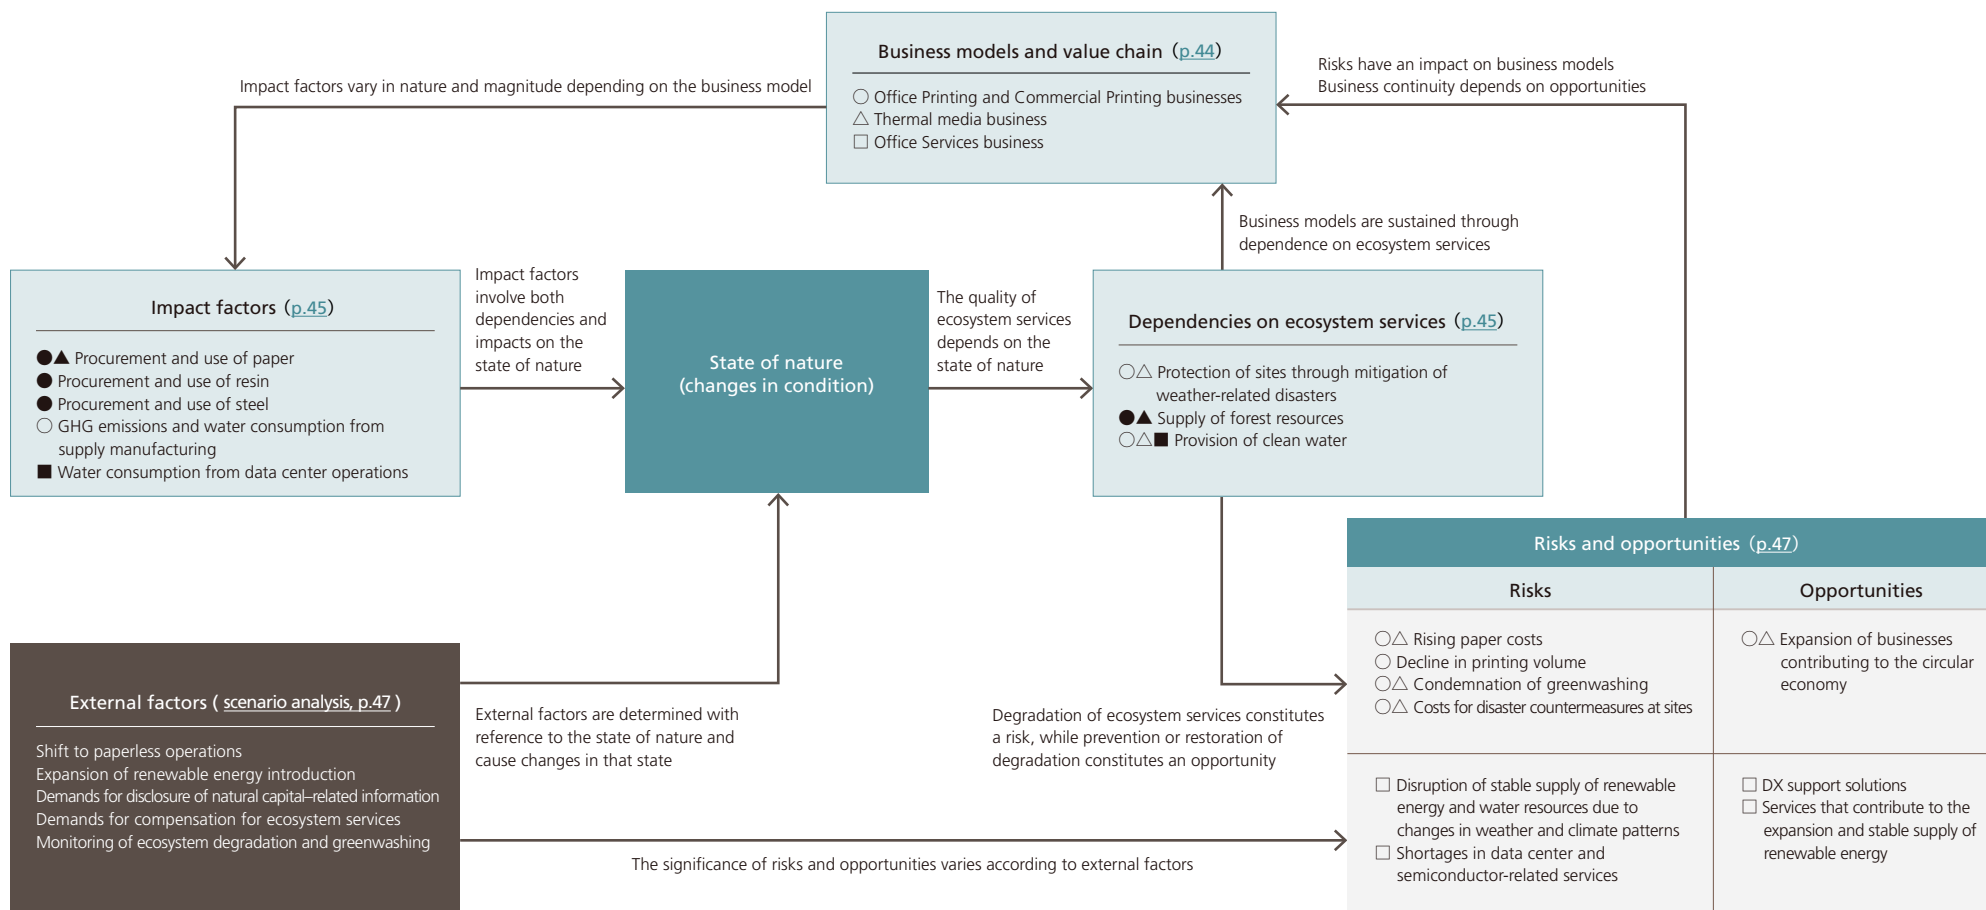 Business models and value chain (p.44)
○ Office Printing and Commercial Printing businesses
△ Thermal media business
□ Office Services business
Impact factors vary in nature and magnitude depending on the business model
Risks have an impact on business models
Business continuity depends on opportunities
Business models are sustained through
dependence on ecosystem services
Impact factors (p.45)
●▲ Procurement and use of paper
● Procurement and use of resin
● Procurement and use of steel
○ GHG emissions and water consumption from
supply manufacturing
■ Water consumption from data center operations
Impact factors
involve both
dependencies and
impacts on the
state of nature
State of nature
(changes in condition)
The quality of
ecosystem services
depends on the
state of nature
Dependencies on ecosystem services (p.45)
○△ Protection of sites through mitigation of
weather-related disasters
●▲ Supply of forest resources
○△■ Provision of clean water
External factors ( scenario analysis, p.47 )
Shift to paperless operations
Expansion of renewable energy introduction
Demands for disclosure of natural capital–related information
Demands for compensation for ecosystem services
Monitoring of ecosystem degradation and greenwashing
External factors are determined with
reference to the state of nature and
cause changes in that state
Degradation of ecosystem services constitutes
a risk, while prevention or restoration of
degradation constitutes an opportunity
The significance of risks and opportunities varies according to external factors
Risks and opportunities (p.47)
Risks
Opportunities
○△ Rising paper costs
○ Decline in printing volume
○△ Condemnation of greenwashing
○△ Costs for disaster countermeasures at sites
○△ Expansion of businesses
contributing to the circular
economy
□ Disruption of stable supply of renewable
energy and water resources due to
changes in weather and climate patterns
□ Shortages in data center and
semiconductor-related services
□ DX support solutions
□ Services that contribute to the
expansion and stable supply of
renewable energy